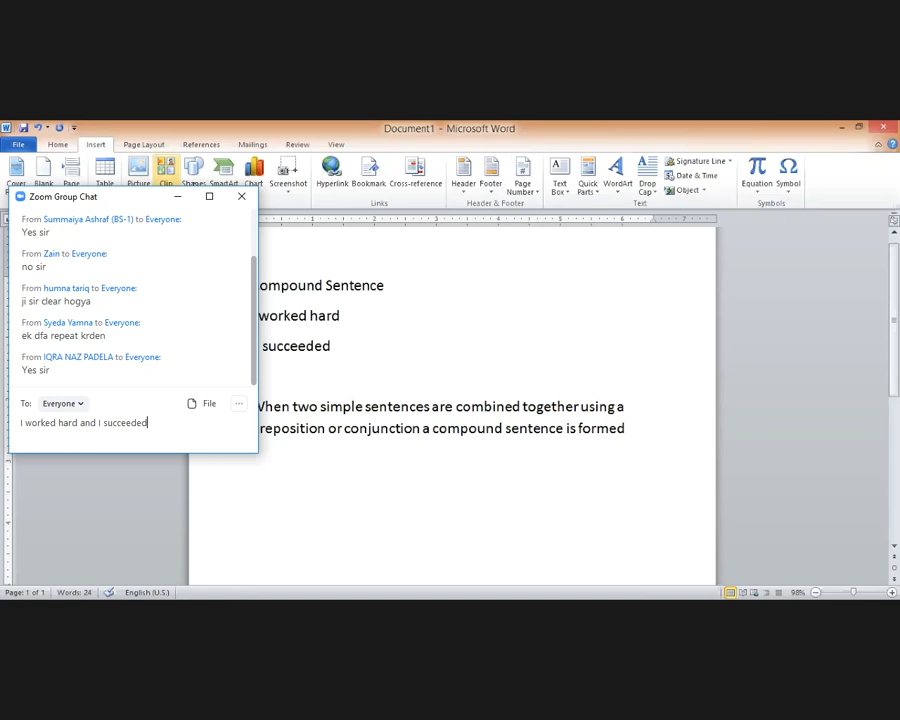 Document1 - Microsoft Word
File Home Insert Page Layout References Mailings Review View
Cover Blank Page Table Picture Clip Shapes SmartArt Chart Screenshot Hyperlink Bookmark Cross-reference Header Footer Page Number Text Box Quick Parts WordArt Drop Cap Signature Line Date & Time Object Equation Symbol
Links Header & Footer Text Symbols
Zoom Group Chat
From Summaiya Ashraf (BS-1) to Everyone:
Yes sir
From Zain to Everyone:
no sir
From humna tariq to Everyone:
ji sir clear hogya
From Syeda Yamna to Everyone:
ek dfa repeat krden
From IQRA NAZ PADELA to Everyone:
Yes sir
To: Everyone File
I worked hard and I succeeded
ompound Sentence
worked hard
succeeded
When two simple sentences are combined together using a
reposition or conjunction a compound sentence is formed
Page: 1 of 1 Words: 24 English (U.S.) 98%